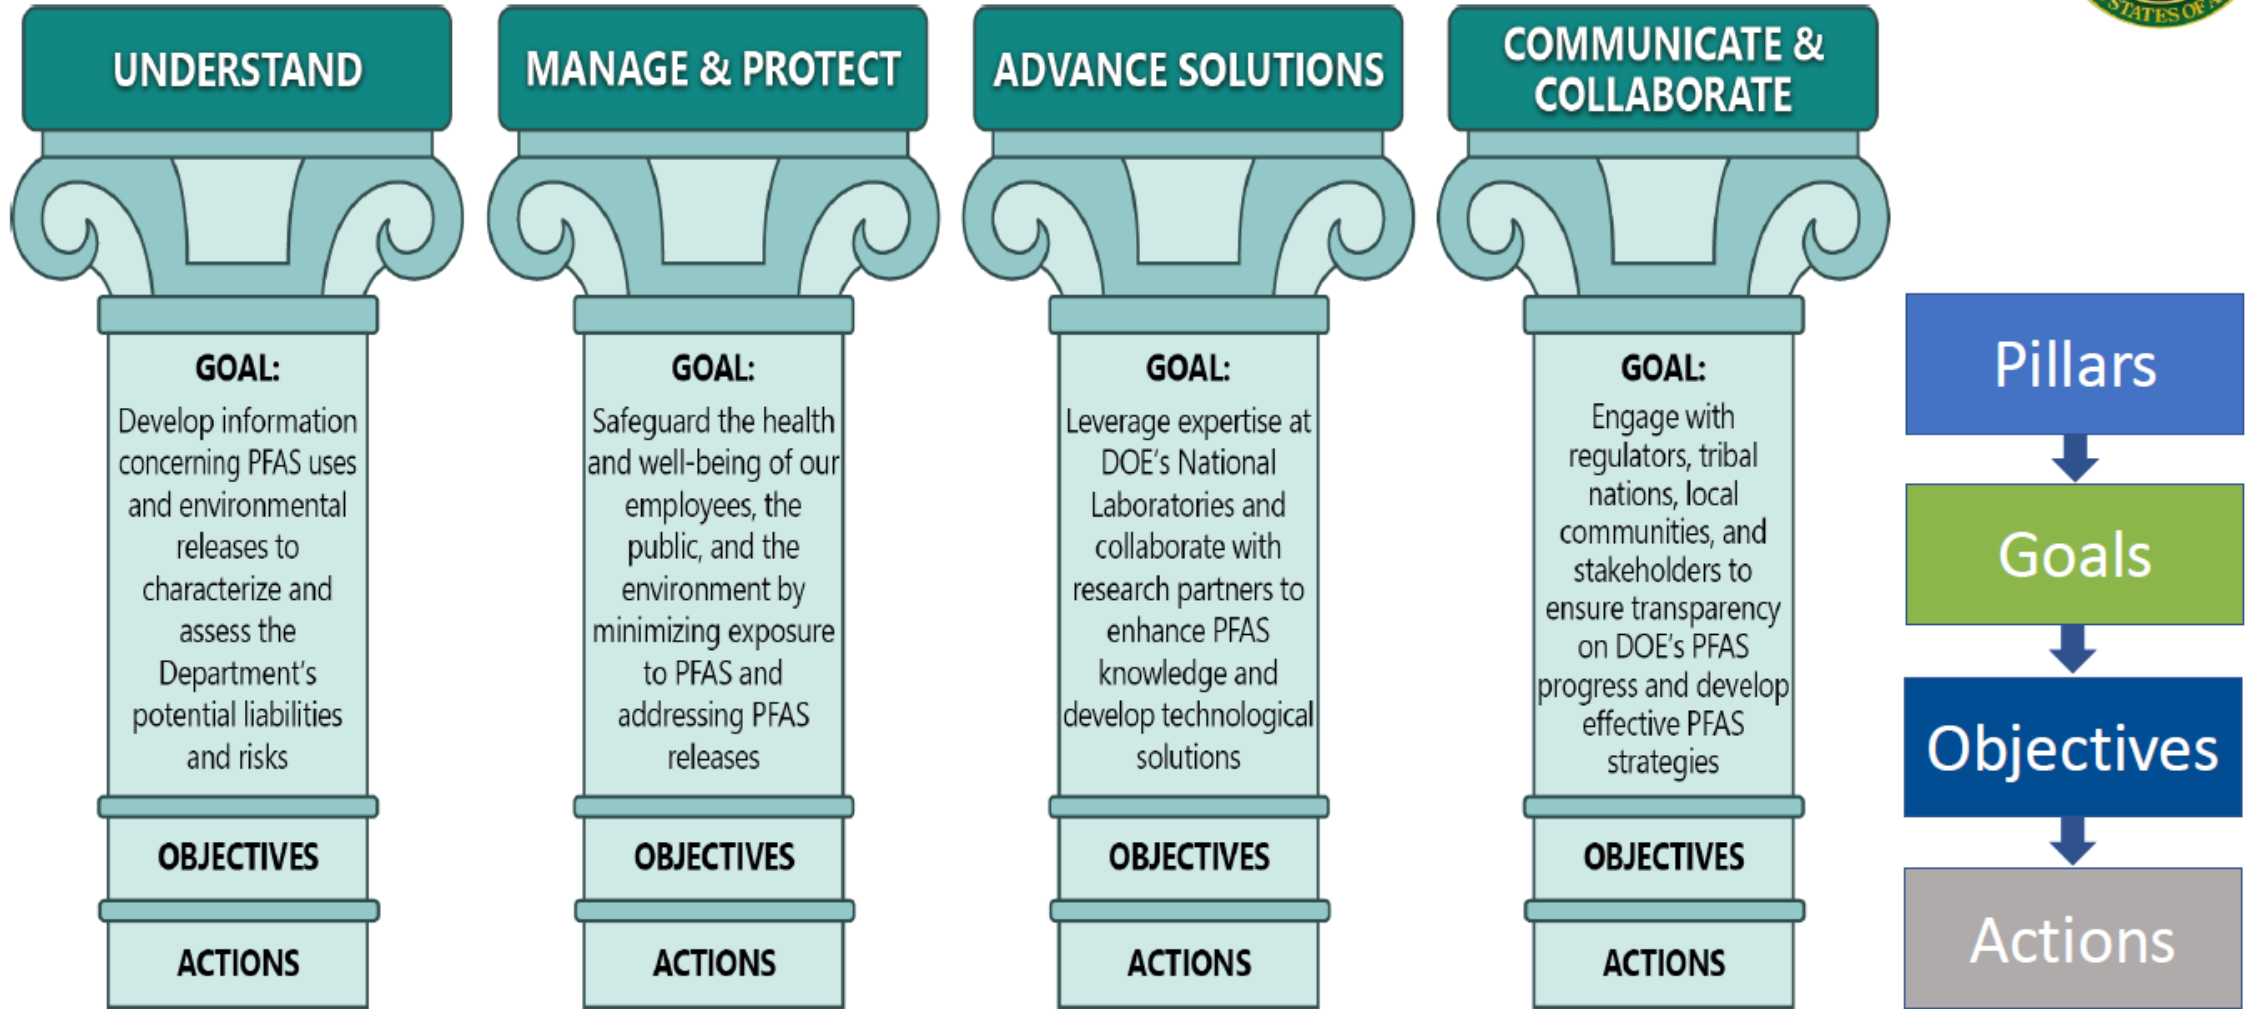 STATES OF A
UNDERSTAND
MANAGE & PROTECT
ADVANCE SOLUTIONS
COMMUNICATE &
COLLABORATE
GOAL:
Develop information
concerning PFAS uses
and environmental
releases to
characterize and
assess the
Department's
potential liabilities
and risks
OBJECTIVES
ACTIONS
GOAL:
Safeguard the health
and well-being of our
employees, the
public, and the
environment by
minimizing exposure
to PFAS and
addressing PFAS
releases
OBJECTIVES
ACTIONS
GOAL:
Leverage expertise at
DOE's National
Laboratories and
collaborate with
research partners to
enhance PFAS
knowledge and
develop technological
solutions
OBJECTIVES
ACTIONS
GOAL:
Engage with
regulators, tribal
nations, local
communities, and
stakeholders to
ensure transparency
on DOE's PFAS
progress and develop
effective PFAS
strategies
OBJECTIVES
ACTIONS
Pillars
Goals
Objectives
Actions